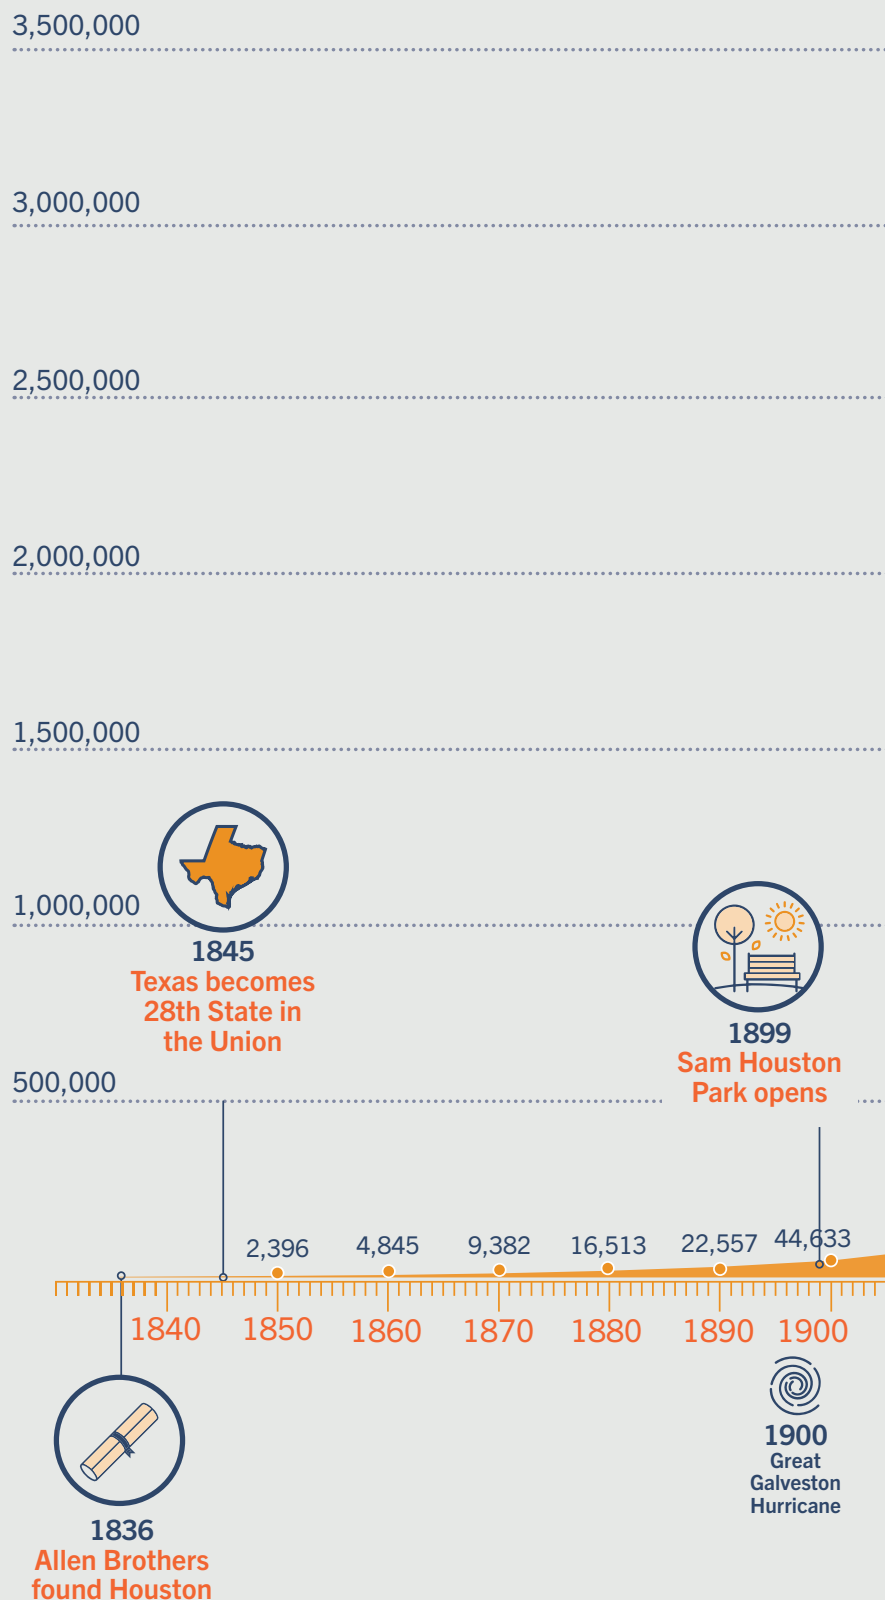 3,500,000
3,000,000
2,500,000
2,000,000
1,500,000
1,000,000
1845
Texas becomes
28th State in
the Union
1899
Sam Houston
Park opens
500,000
2,396 4,845 9,382 16,513 22,557 44,633
1840 1850 1860 1870 1880 1890 1900
1900
Great
Galveston
Hurricane
1836
Allen Brothers
found Houston